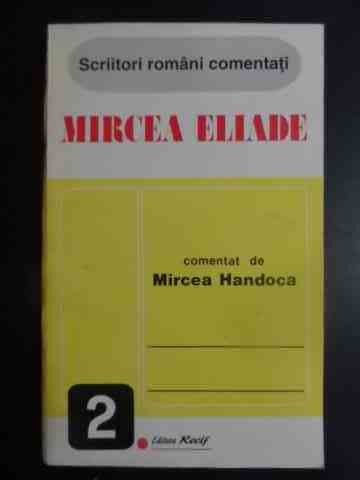 Scriitori români comentați
MIRCEA ELIADE
comentat de
Mircea Handoca
2
Editura Recif